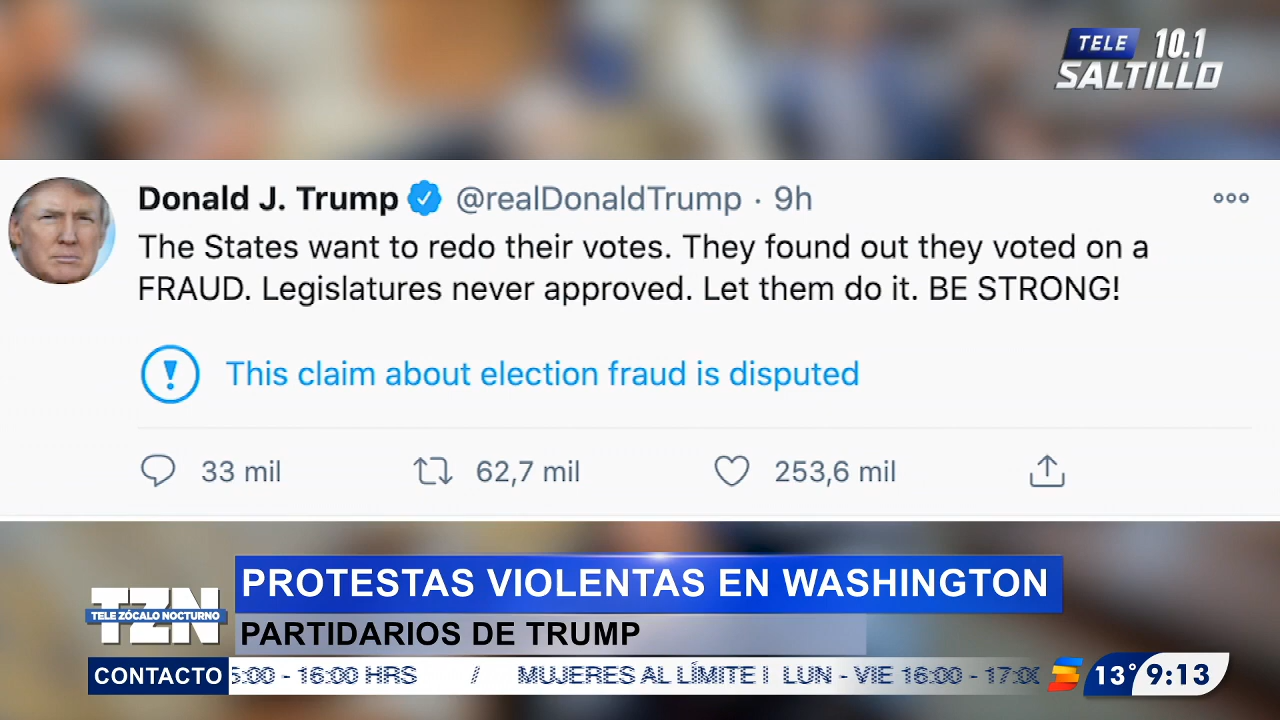 TELE 10.1
SALTILLO
Donald J. Trump @realDonaldTrump · 9h
The States want to redo their votes. They found out they voted on a
FRAUD. Legislatures never approved. Let them do it. BE STRONG!
This claim about election fraud is disputed
33 mil 62,7 mil 253,6 mil
PROTESTAS VIOLENTAS EN WASHINGTON
TZN
TELE ZÓCALO NOCTURNO
PARTIDARIOS DE TRUMP
CONTACTO :00 - 16:00 HRS / MUJERES AL LÍMITE | LUN - VIE 16:00 - 17:00 13° 9:13